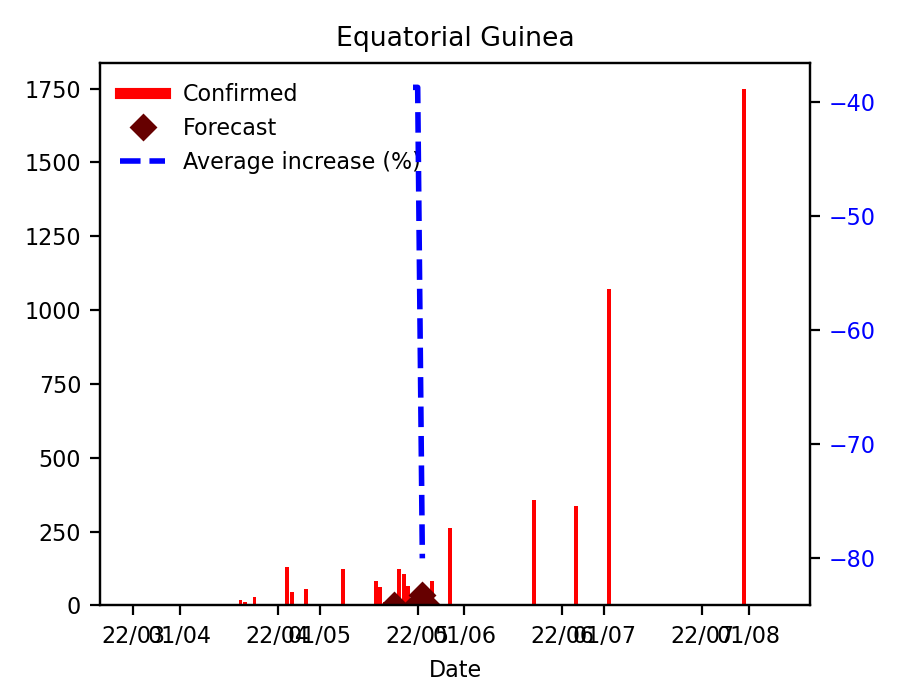 Equatorial Guinea
Confirmed
Forecast
Average increase (%)
1750
1500
1250
1000
750
500
250
0
−40
−50
−60
−70
−80
22/03 01/04 22/04 01/05 22/05 01/06 22/06 01/07 22/07 01/08
Date